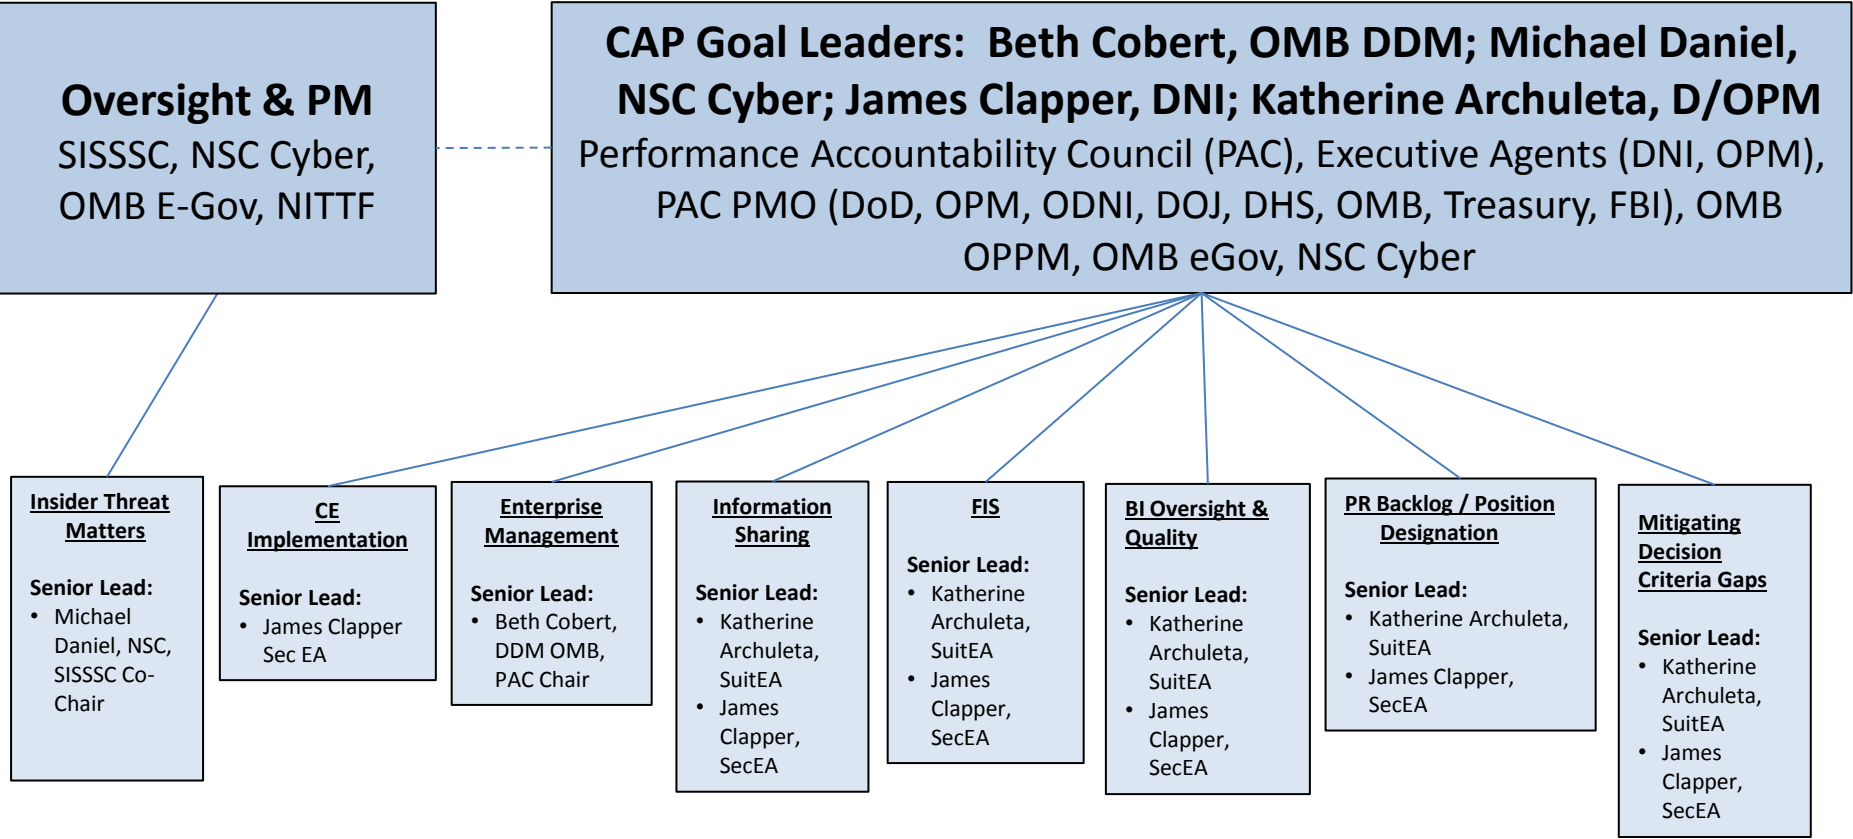 Oversight & PM
SISSSC, NSC Cyber,
OMB E-Gov, NITTF
CAP Goal Leaders: Beth Cobert, OMB DDM; Michael Daniel,
NSC Cyber; James Clapper, DNI; Katherine Archuleta, D/OPM
Performance Accountability Council (PAC), Executive Agents (DNI, OPM),
PAC PMO (DoD, OPM, ODNI, DOJ, DHS, OMB, Treasury, FBI), OMB
OPPM, OMB eGov, NSC Cyber
Insider Threat
Matters
Senior Lead:
• Michael
Daniel, NSC,
SISSSC Co-
Chair
CE
Implementation
Senior Lead:
• James Clapper
Sec EA
Enterprise
Management
Senior Lead:
• Beth Cobert,
DDM OMB,
PAC Chair
Information
Sharing
Senior Lead:
• Katherine
Archuleta,
SuitEA
• James
Clapper,
SecEA
FIS
Senior Lead:
• Katherine
Archuleta,
SuitEA
• James
Clapper,
SecEA
BI Oversight &
Quality
Senior Lead:
• Katherine
Archuleta,
SuitEA
• James
Clapper,
SecEA
PR Backlog / Position
Designation
Senior Lead:
• Katherine Archuleta,
SuitEA
• James Clapper,
SecEA
Mitigating
Decision
Criteria Gaps
Senior Lead:
• Katherine
Archuleta,
SuitEA
• James
Clapper,
SecEA